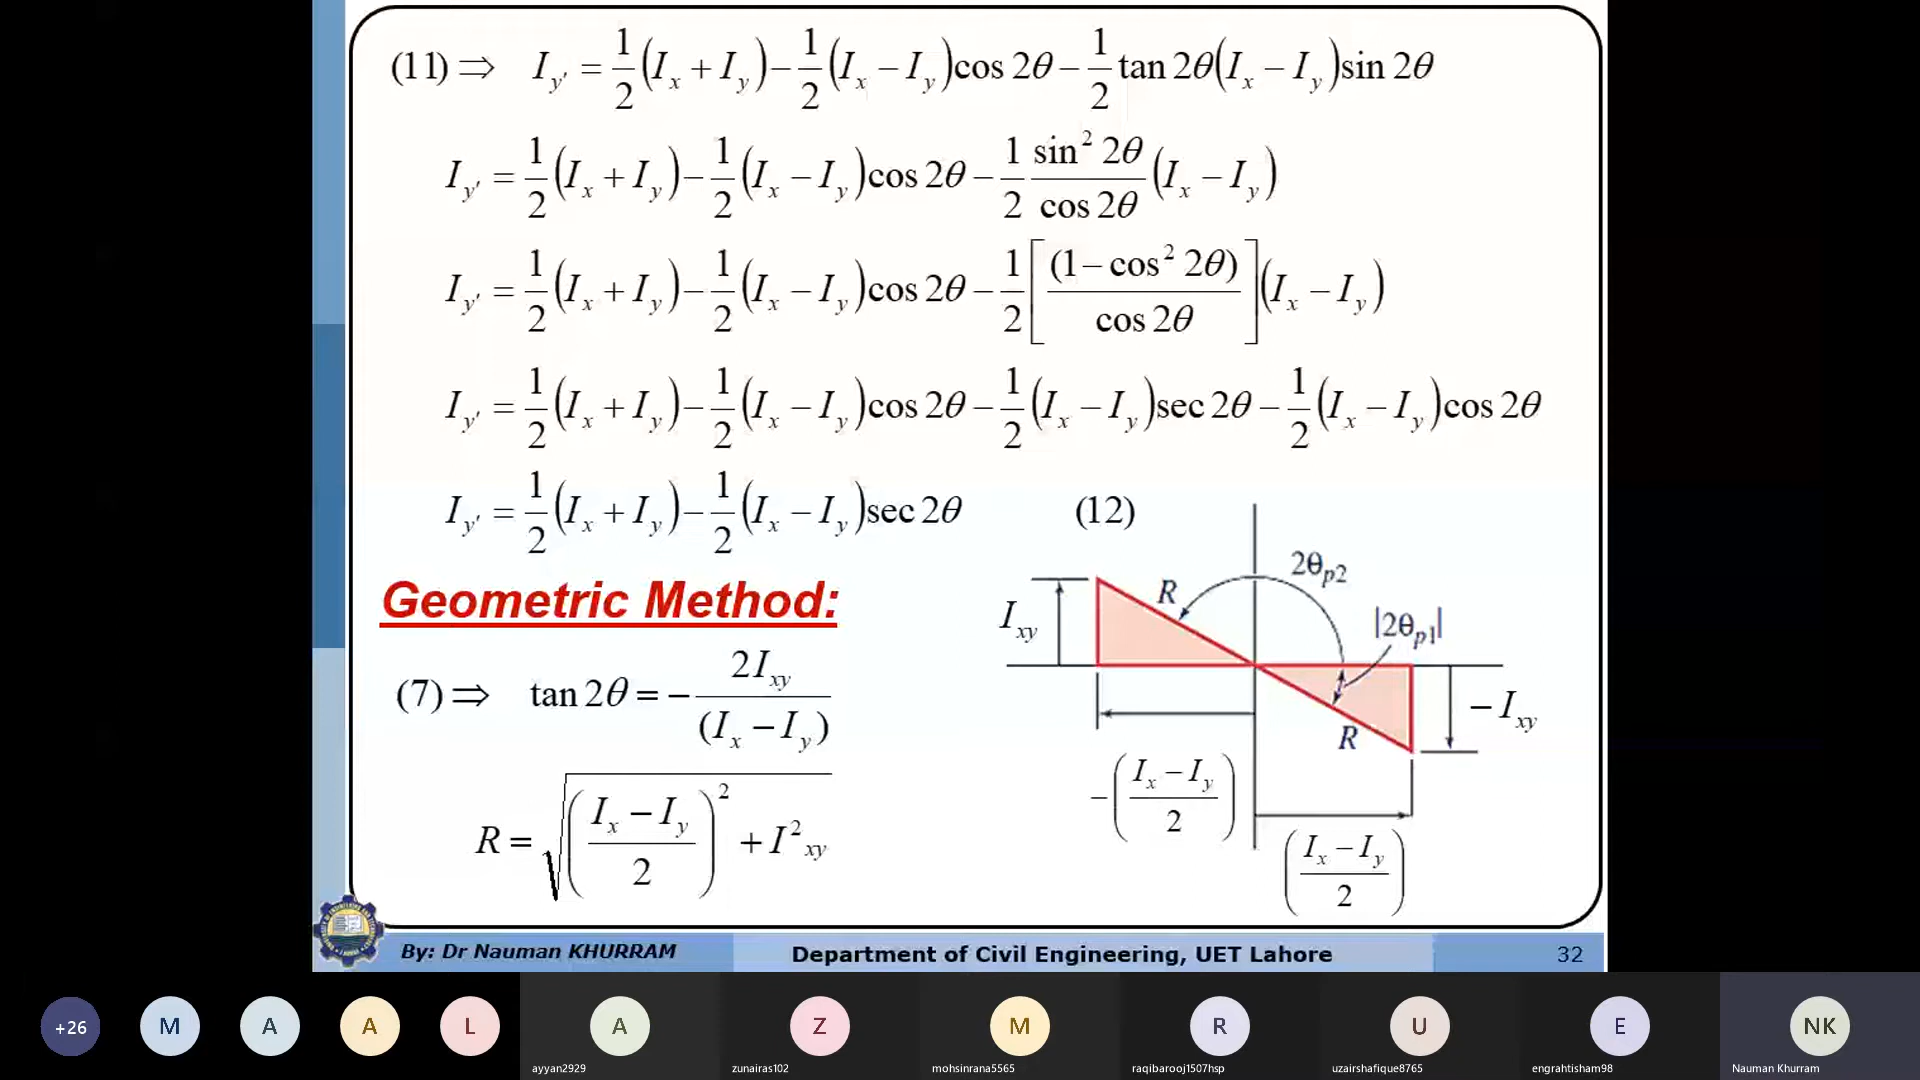 (11) ⇒ I_y' = 1/2 (I_x + I_y) − 1/2 (I_x − I_y) cos 2θ − 1/2 tan 2θ (I_x − I_y) sin 2θ
I_y' = 1/2 (I_x + I_y) − 1/2 (I_x − I_y) cos 2θ − 1/2 sin² 2θ / cos 2θ (I_x − I_y)
I_y' = 1/2 (I_x + I_y) − 1/2 (I_x − I_y) cos 2θ − 1/2 [(1 − cos² 2θ) / cos 2θ] (I_x − I_y)
I_y' = 1/2 (I_x + I_y) − 1/2 (I_x − I_y) cos 2θ − 1/2 (I_x − I_y) sec 2θ − 1/2 (I_x − I_y) cos 2θ
I_y' = 1/2 (I_x + I_y) − 1/2 (I_x − I_y) sec 2θ (12)
Geometric Method:
(7) ⇒ tan 2θ = − 2I_xy / (I_x − I_y)
R = √(((I_x − I_y) / 2)² + I²_xy)
2θ_p2
R
I_xy
|2θ_p1|
− I_xy
R
−((I_x − I_y) / 2)
((I_x − I_y) / 2)
By: Dr Nauman KHURRAM
Department of Civil Engineering, UET Lahore
32
+26
M
A
A
L
A
Z
M
R
U
E
NK
ayyan2929
zunairas102
mohsinrana5565
raqibarooj1507hsp
uzairshafique8765
engrahtisham98
Nauman Khurram